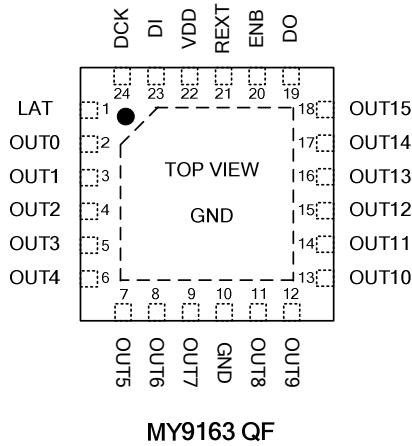 DCK DI VDD REXT ENB DO
24 23 22 21 20 19
LAT 1 18 OUT15
OUT0 2 17 OUT14
OUT1 3 TOP VIEW 16 OUT13
OUT2 4 GND 15 OUT12
OUT3 5 14 OUT11
OUT4 6 13 OUT10
7 8 9 10 11 12
OUT5 OUT6 OUT7 GND OUT8 OUT9
MY9163 QF